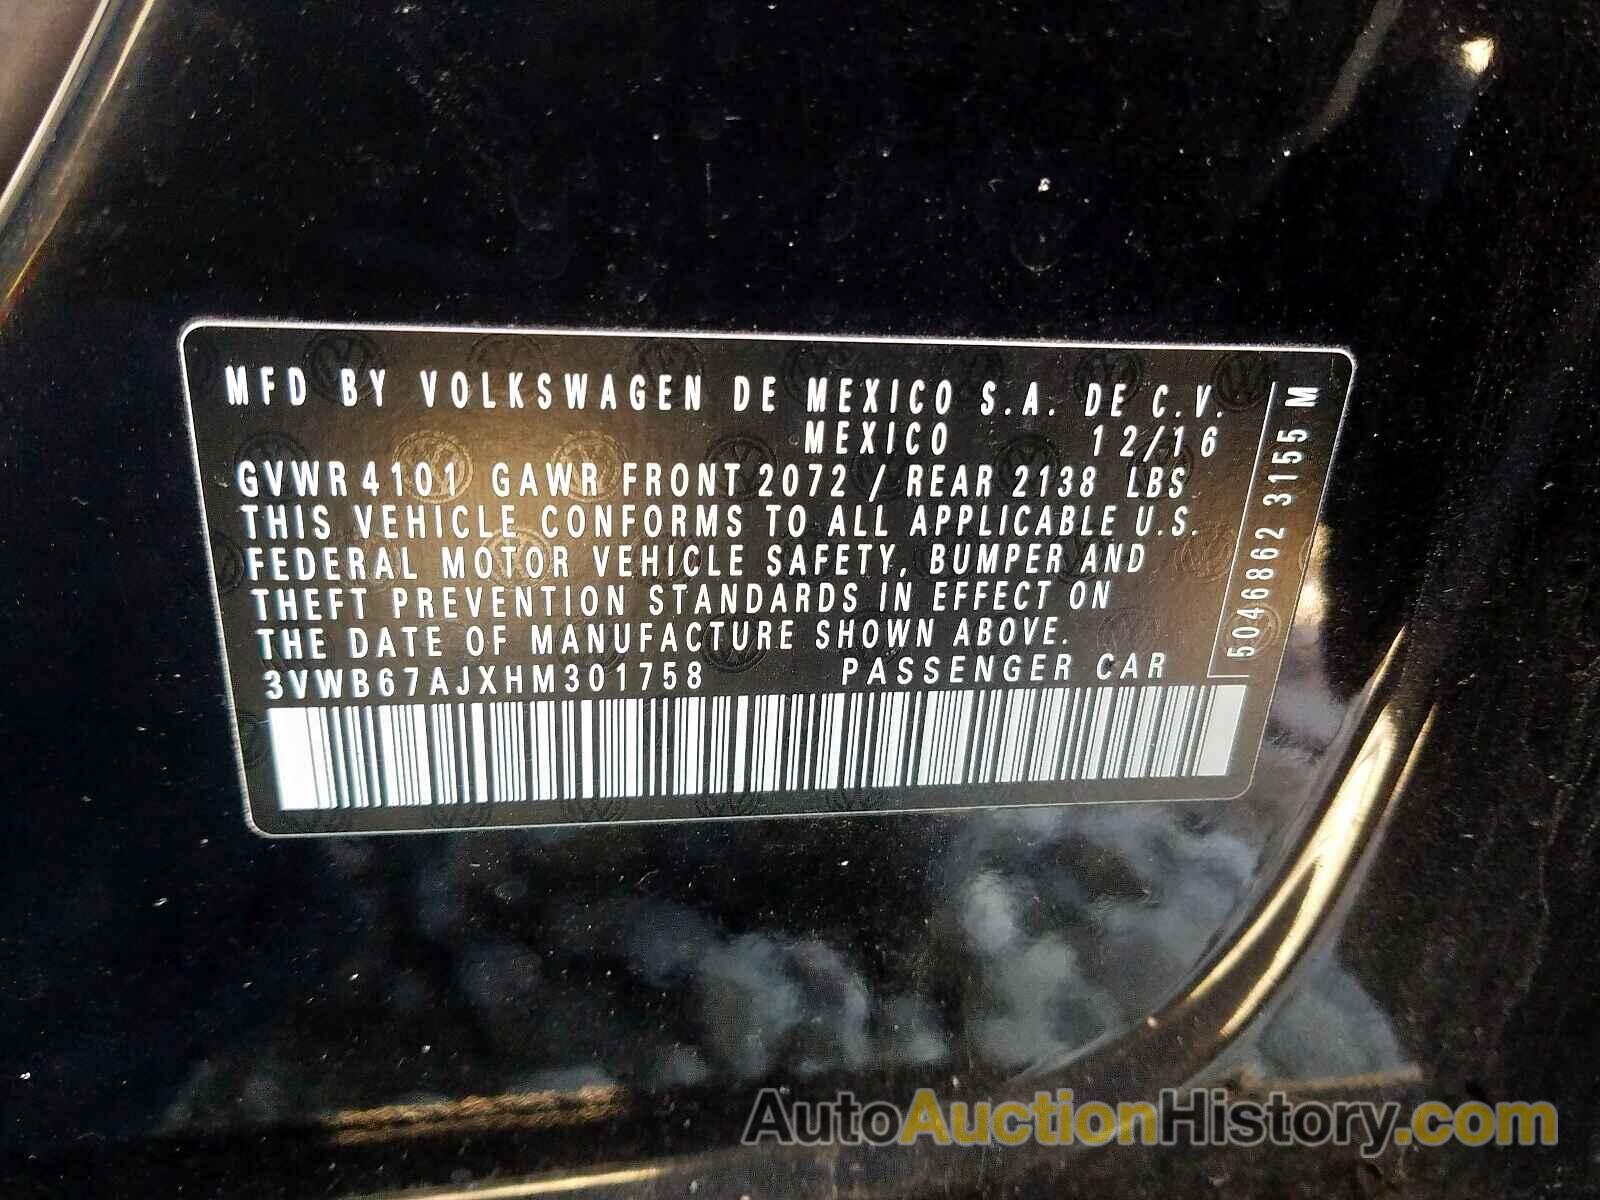 MFD BY VOLKSWAGEN DE MEXICO S.A. DE C.V.
MEXICO 12/16
GVWR 4101 GAWR FRONT 2072 / REAR 2138 LBS
THIS VEHICLE CONFORMS TO ALL APPLICABLE U.S.
FEDERAL MOTOR VEHICLE SAFETY, BUMPER AND
THEFT PREVENTION STANDARDS IN EFFECT ON
THE DATE OF MANUFACTURE SHOWN ABOVE.
3VWB67AJXHM301758 PASSENGER CAR
5046862 3155 M
AutoAuctionHistory.com